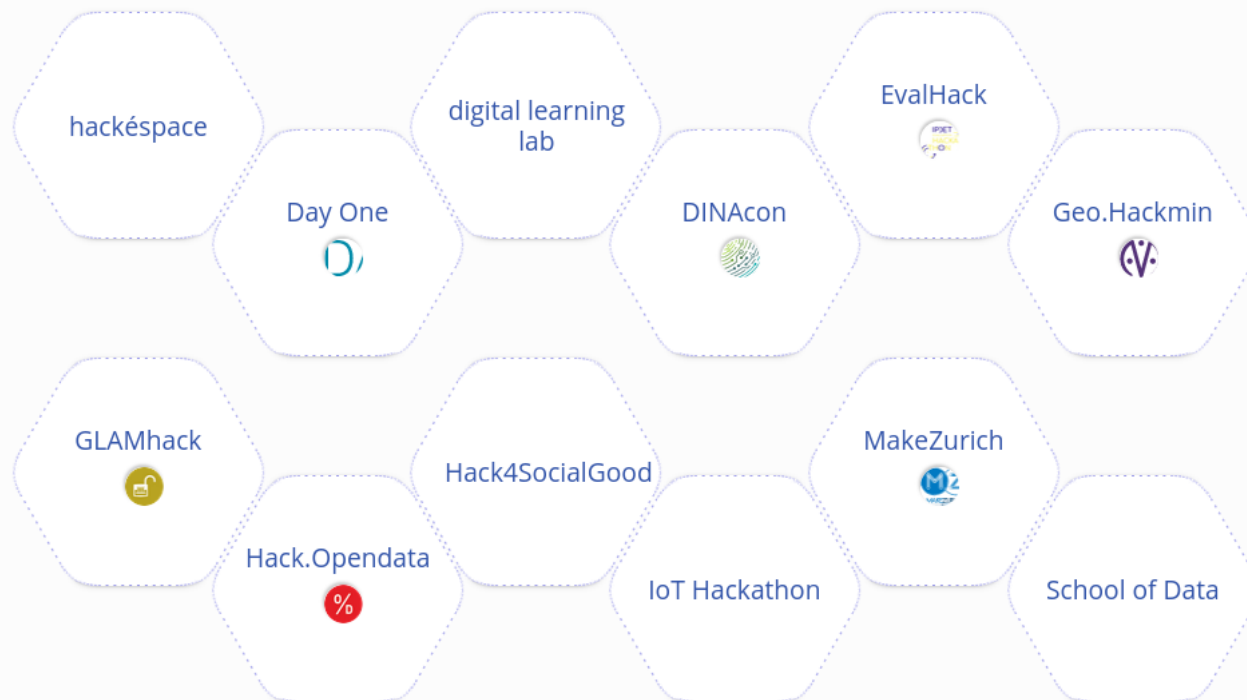 hackéspace
digital learning
lab
EvalHack
Day One
DINAcon
Geo.Hackmin
GLAMhack
Hack4SocialGood
MakeZurich
Hack.Opendata
IoT Hackathon
School of Data